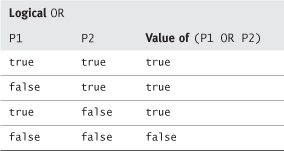 Logical OR
P1 P2 Value of (P1 OR P2)
true true true
false true true
true false true
false false false